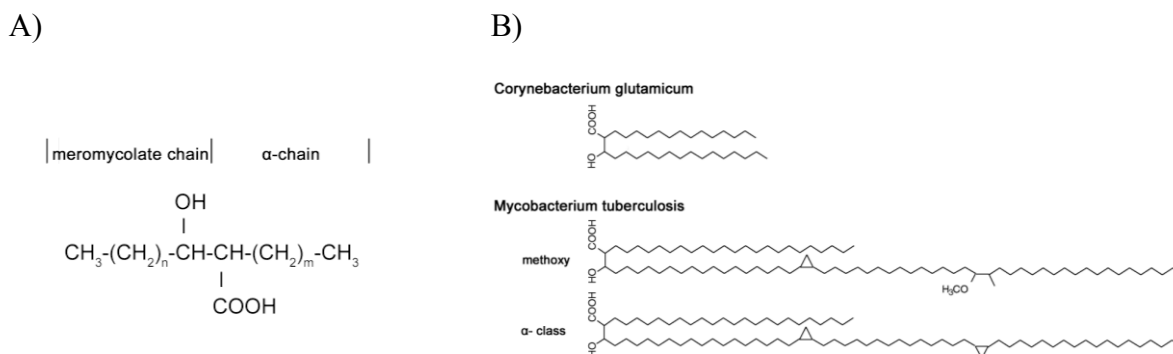 A)
B)
meromycolate chain
α-chain
OH
CH₃-(CH₂)ₙ-CH-CH-(CH₂)ₘ-CH₃
COOH
Corynebacterium glutamicum
COOH
HO
Mycobacterium tuberculosis
methoxy
COOH
HO
H₃CO
α- class
COOH
HO